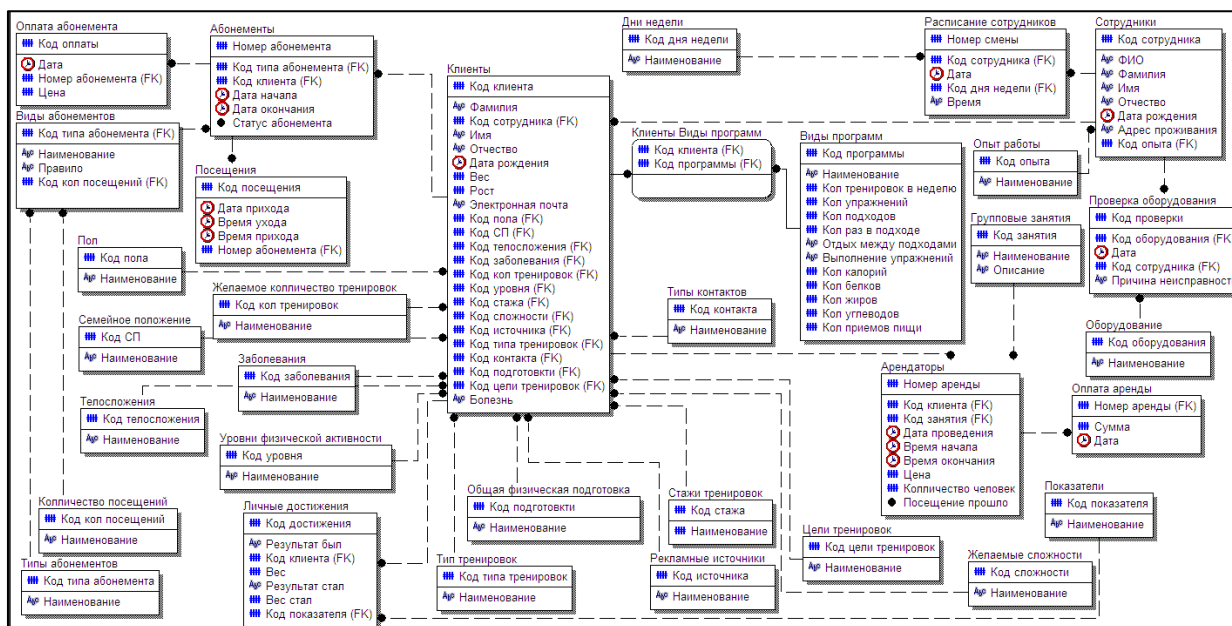 Оплата абонемента
Код оплаты
Дата
Номер абонемента (FK)
Цена
Абонементы
Номер абонемента
Код типа абонемента (FK)
Код клиента (FK)
Дата начала
Дата окончания
Статус абонемента
Виды абонементов
Код типа абонемента (FK)
Наименование
Правило
Код кол посещений (FK)
Посещения
Код посещения
Дата прихода
Время ухода
Время прихода
Номер абонемента (FK)
Пол
Код пола
Наименование
Желаемое колличество тренировок
Код кол тренировок
Наименование
Семейное положение
Код СП
Наименование
Заболевания
Код заболевания
Наименование
Телосложения
Код телосложения
Наименование
Уровни физической активности
Код уровня
Наименование
Колличество посещений
Код кол посещений
Наименование
Типы абонементов
Код типа абонемента
Наименование
Личные достижения
Код достижения
Результат был
Код клиента (FK)
Вес
Результат стал
Вес стал
Код показателя (FK)
Клиенты
Код клиента
Фамилия
Код сотрудника (FK)
Имя
Отчество
Дата рождения
Вес
Рост
Электронная почта
Код пола (FK)
Код СП (FK)
Код телосложения (FK)
Код заболевания (FK)
Код кол тренировок (FK)
Код уровня (FK)
Код стажа (FK)
Код сложности (FK)
Код источника (FK)
Код типа тренировок (FK)
Код контакта (FK)
Код подготовкти (FK)
Код цели тренировок (FK)
Болезнь
Общая физическая подготовка
Код подготовкти
Наименование
Тип тренировок
Код типа тренировок
Наименование
Дни недели
Код дня недели
Наименование
Клиенты Виды программ
Код клиента (FK)
Код программы (FK)
Типы контактов
Код контакта
Наименование
Стажи тренировок
Код стажа
Наименование
Рекламные источники
Код источника
Наименование
Виды программ
Код программы
Наименование
Кол тренировок в неделю
Кол упражнений
Кол подходов
Кол раз в подходе
Отдых между подходами
Выполнение упражнений
Кол калорий
Кол белков
Кол жиров
Кол углеводов
Кол приемов пищи
Расписание сотрудников
Номер смены
Код сотрудника (FK)
Дата
Код дня недели (FK)
Время
Сотрудники
Код сотрудника
ФИО
Фамилия
Имя
Отчество
Дата рождения
Адрес проживания
Код опыта (FK)
Опыт работы
Код опыта
Наименование
Групповые занятия
Код занятия
Наименование
Описание
Проверка оборудования
Код проверки
Код оборудования (FK)
Дата
Код сотрудника (FK)
Причина неисправност
Оборудование
Код оборудования
Наименование
Арендаторы
Номер аренды
Код клиента (FK)
Код занятия (FK)
Дата проведения
Время начала
Время окончания
Цена
Колличество человек
Посещение прошло
Оплата аренды
Номер аренды (FK)
Сумма
Дата
Показатели
Код показателя
Наименование
Цели тренировок
Код цели тренировок
Наименование
Желаемые сложности
Код сложности
Наименование